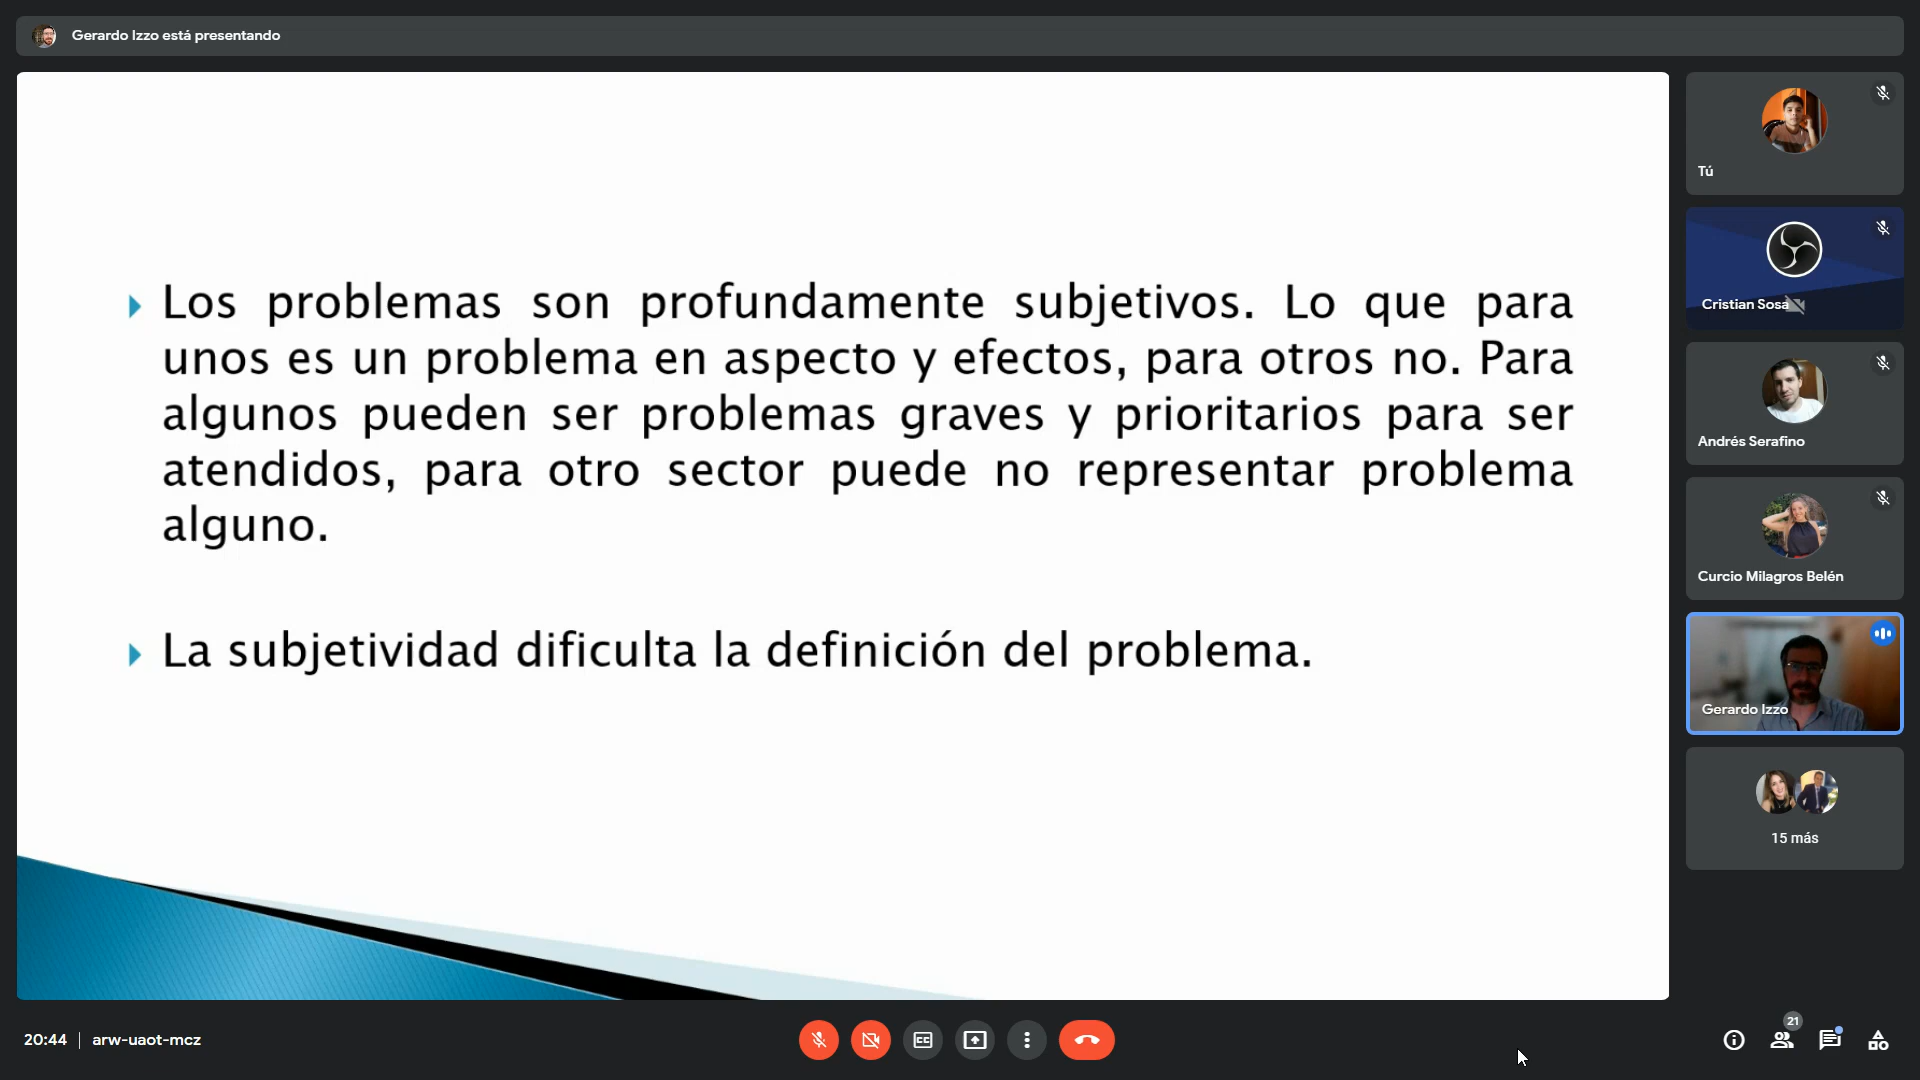 Gerardo Izzo está presentando
Los problemas son profundamente subjetivos. Lo que para
unos es un problema en aspecto y efectos, para otros no. Para
algunos pueden ser problemas graves y prioritarios para ser
atendidos, para otro sector puede no representar problema
alguno.
La subjetividad dificulta la definición del problema.
Tú
Cristian Sosa
Andrés Serafino
Curcio Milagros Belén
Gerardo Izzo
15 más
20:44 | arw-uaot-mcz
CC
21